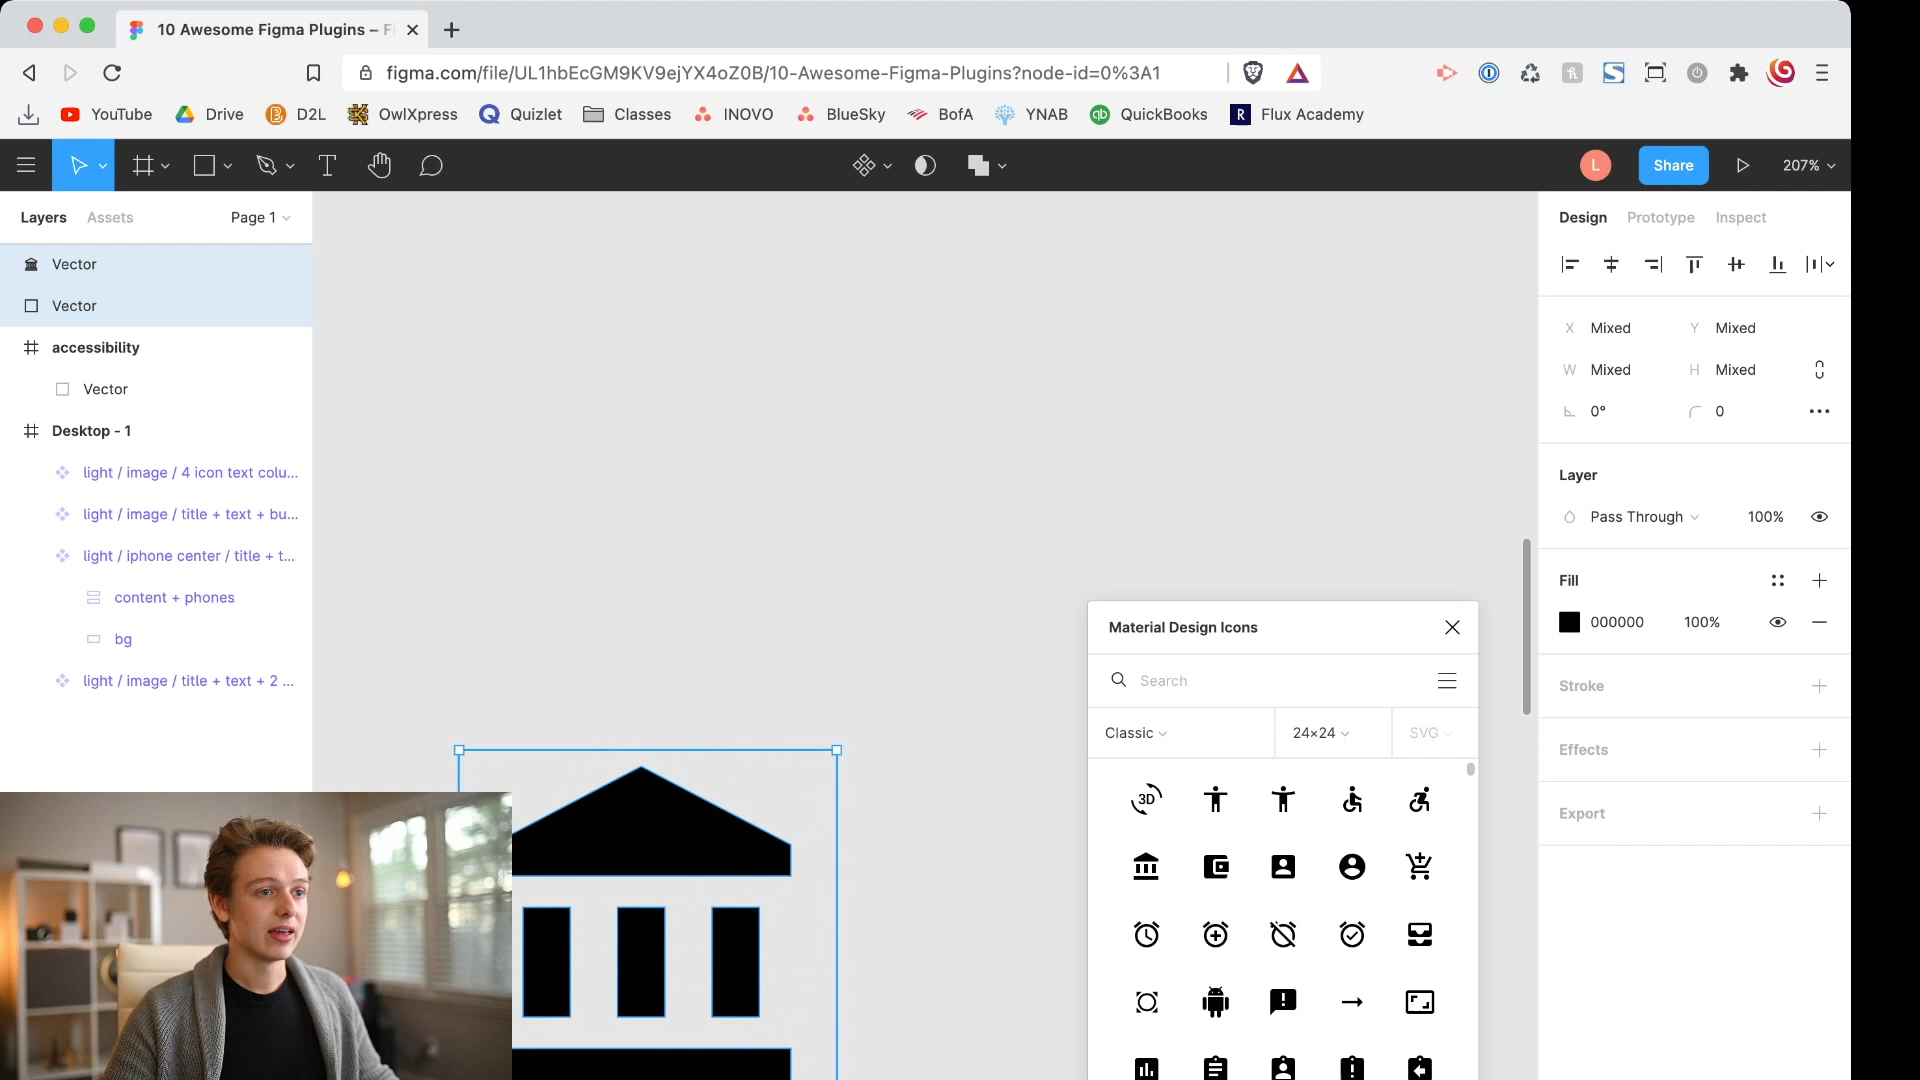 10 Awesome Figma Plugins – Fi
figma.com/file/UL1hbEcGM9KV9ejYX4oZ0B/10-Awesome-Figma-Plugins?node-id=0%3A1
YouTube Drive D2L OwlXpress Quizlet Classes INOVO BlueSky BofA YNAB QuickBooks R Flux Academy
L Share 207%
Layers Assets Page 1
Vector
Vector
accessibility
Vector
Desktop - 1
light / image / 4 icon text colu...
light / image / title + text + bu...
light / iphone center / title + t...
content + phones
bg
light / image / title + text + 2 ...
Material Design Icons
Search
Classic 24×24 SVG
3D
Design Prototype Inspect
X Mixed Y Mixed
W Mixed H Mixed
0° 0
Layer
Pass Through 100%
Fill
000000 100%
Stroke
Effects
Export